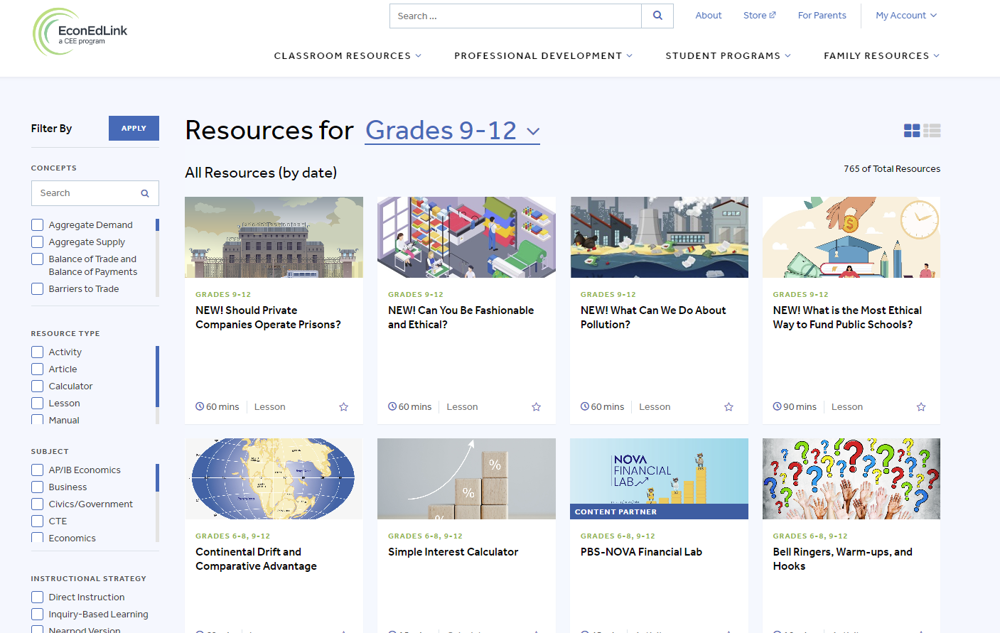 EconEdLink
a CEE program
Search ...
About
Store
For Parents
My Account
CLASSROOM RESOURCES
PROFESSIONAL DEVELOPMENT
STUDENT PROGRAMS
FAMILY RESOURCES
Filter By
APPLY
CONCEPTS
Search
Aggregate Demand
Aggregate Supply
Balance of Trade and
Balance of Payments
Barriers to Trade
RESOURCE TYPE
Activity
Article
Calculator
Lesson
Manual
SUBJECT
AP/IB Economics
Business
Civics/Government
CTE
Economics
INSTRUCTIONAL STRATEGY
Direct Instruction
Inquiry-Based Learning
Nearpod Version
Resources for Grades 9-12
All Resources (by date)
765 of Total Resources
GRADES 9-12
NEW! Should Private
Companies Operate Prisons?
60 mins
Lesson
GRADES 9-12
NEW! Can You Be Fashionable
and Ethical?
60 mins
Lesson
GRADES 9-12
NEW! What Can We Do About
Pollution?
60 mins
Lesson
$
GRADES 9-12
NEW! What is the Most Ethical
Way to Fund Public Schools?
90 mins
Lesson
GRADES 6-8, 9-12
Continental Drift and
Comparative Advantage
%
%
%
GRADES 6-8, 9-12
Simple Interest Calculator
NOVA
FINANCIAL
LAB
CONTENT PARTNER
GRADES 6-8, 9-12
PBS-NOVA Financial Lab
GRADES 6-8, 9-12
Bell Ringers, Warm-ups, and
Hooks